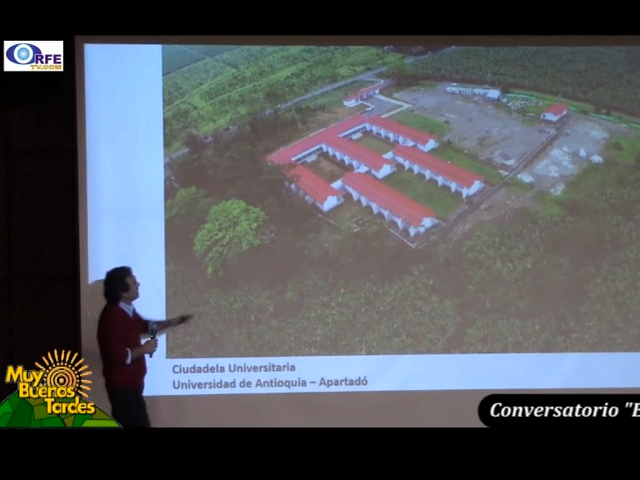 ORFE
TV.COM
Ciudadela Universitaria
Universidad de Antioquia – Apartadó
Muy
Buenas
Tardes
Conversatorio "E